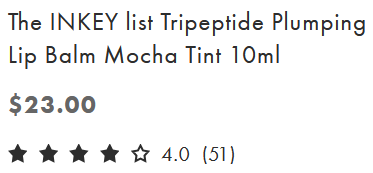 The INKEY list Tripeptide Plumping
Lip Balm Mocha Tint 10ml
$23.00
4.0 (51)